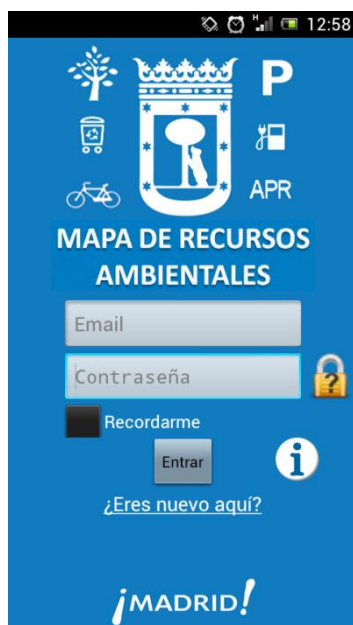 H
12:58
P
APR
MAPA DE RECURSOS
AMBIENTALES
Email
Contraseña
?
Recordarme
Entrar
i
¿Eres nuevo aquí?
¡MADRID!